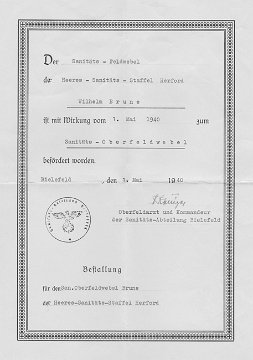 Der Sanitäts - Feldwebel
der Heeres - Sanitäts - Staffel Herford
Wilhelm Bruns
ist mit Wirkung vom 1. Mai 1940 zum
Sanitäts - Oberfeldwebel
befördert worden.
Bielefeld , den 1. Mai 1940
Oberfeldarzt und Kommandeur
der Sanitäts-Abteilung Bielefeld
Bestallung
für den San.Oberfeldwebel Bruns
der Heeres-Sanitäts-Staffel Herford